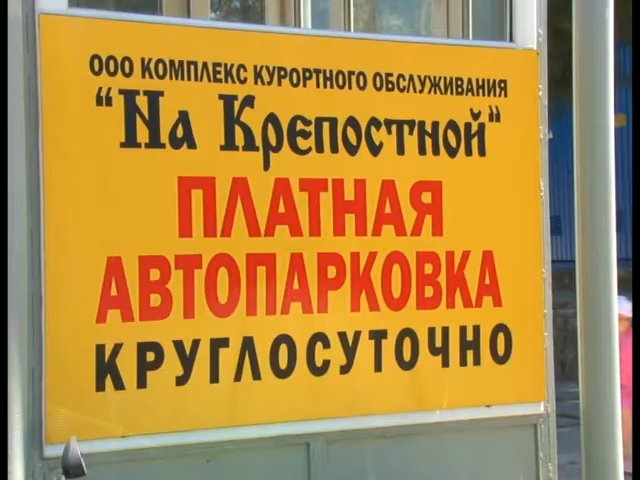 ООО КОМПЛЕКС КУРОРТНОГО ОБСЛУЖИВАНИЯ
“На Крепостной“
ПЛАТНАЯ
АВТОПАРКОВКА
КРУГЛОСУТОЧНО